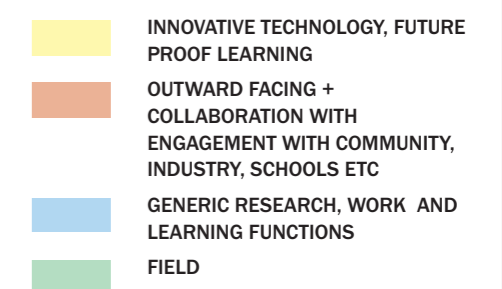 INNOVATIVE TECHNOLOGY, FUTURE
PROOF LEARNING
OUTWARD FACING +
COLLABORATION WITH
ENGAGEMENT WITH COMMUNITY,
INDUSTRY, SCHOOLS ETC
GENERIC RESEARCH, WORK AND
LEARNING FUNCTIONS
FIELD